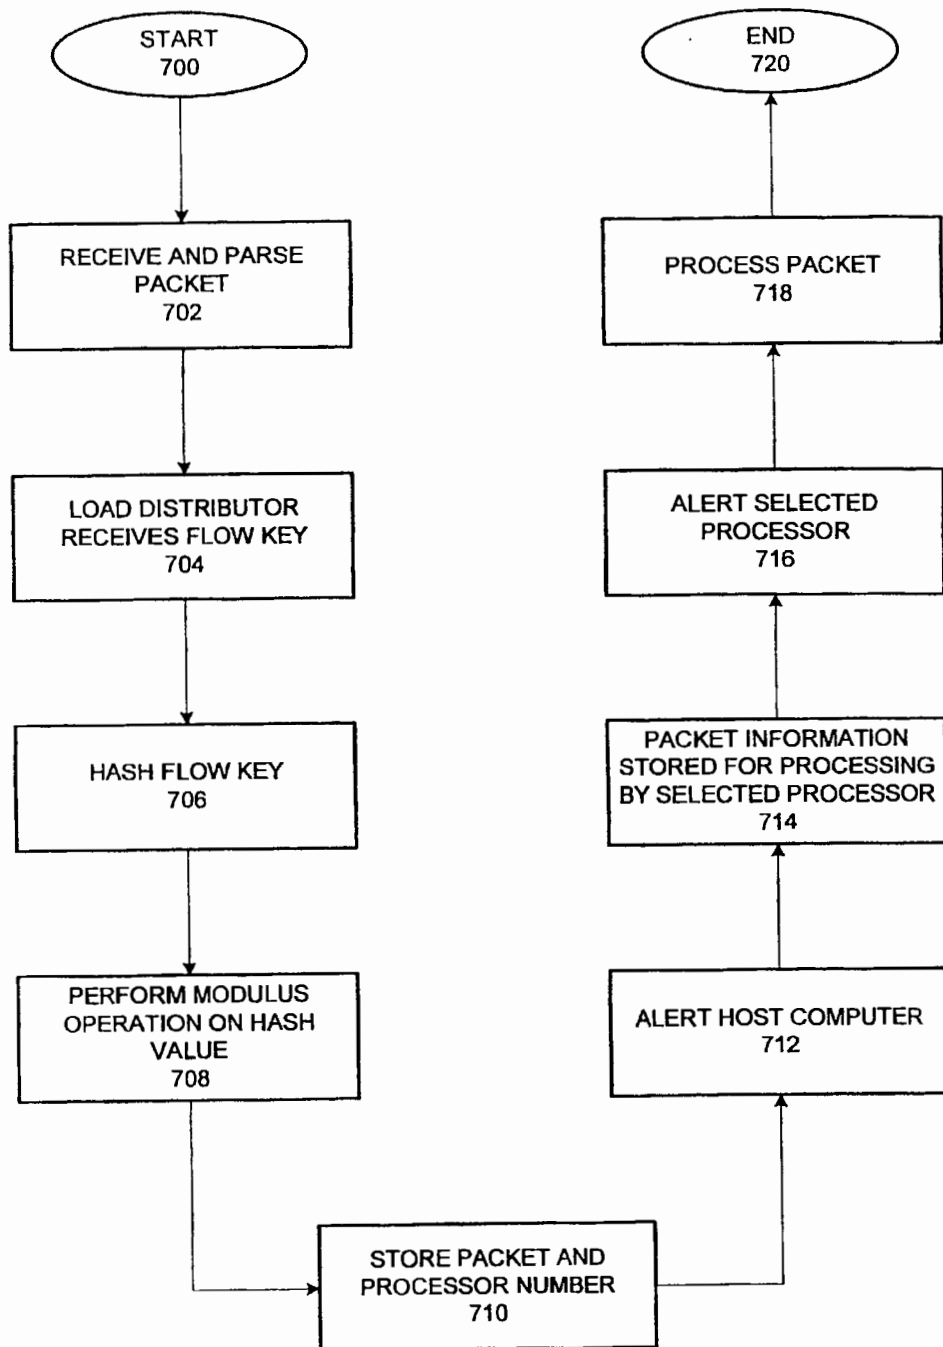 START
700
RECEIVE AND PARSE
PACKET
702
LOAD DISTRIBUTOR
RECEIVES FLOW KEY
704
HASH FLOW KEY
706
PERFORM MODULUS
OPERATION ON HASH
VALUE
708
STORE PACKET AND
PROCESSOR NUMBER
710
ALERT HOST COMPUTER
712
PACKET INFORMATION
STORED FOR PROCESSING
BY SELECTED PROCESSOR
714
ALERT SELECTED
PROCESSOR
716
PROCESS PACKET
718
END
720